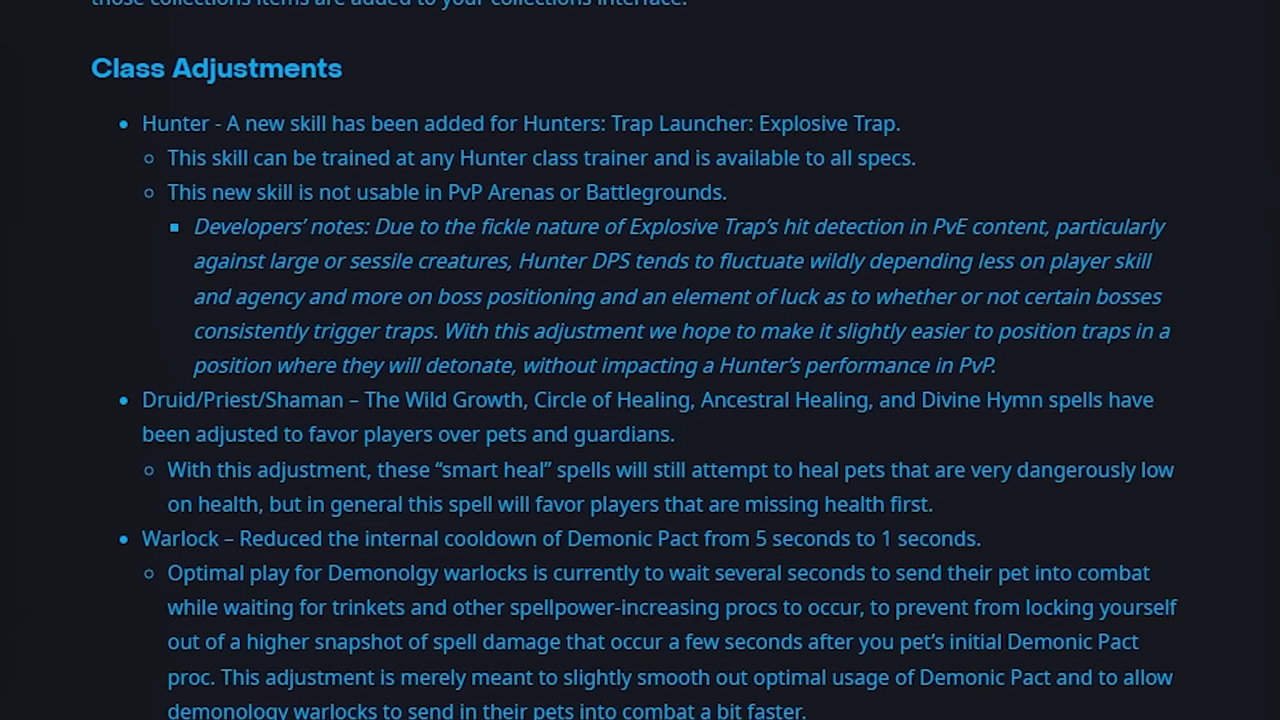 those collections items are added to your collections interface.
Class Adjustments
Hunter - A new skill has been added for Hunters: Trap Launcher: Explosive Trap.
This skill can be trained at any Hunter class trainer and is available to all specs.
This new skill is not usable in PvP Arenas or Battlegrounds.
Developers’ notes: Due to the fickle nature of Explosive Trap’s hit detection in PvE content, particularly
against large or sessile creatures, Hunter DPS tends to fluctuate wildly depending less on player skill
and agency and more on boss positioning and an element of luck as to whether or not certain bosses
consistently trigger traps. With this adjustment we hope to make it slightly easier to position traps in a
position where they will detonate, without impacting a Hunter’s performance in PvP.
Druid/Priest/Shaman – The Wild Growth, Circle of Healing, Ancestral Healing, and Divine Hymn spells have
been adjusted to favor players over pets and guardians.
With this adjustment, these “smart heal” spells will still attempt to heal pets that are very dangerously low
on health, but in general this spell will favor players that are missing health first.
Warlock – Reduced the internal cooldown of Demonic Pact from 5 seconds to 1 seconds.
Optimal play for Demonolgy warlocks is currently to wait several seconds to send their pet into combat
while waiting for trinkets and other spellpower-increasing procs to occur, to prevent from locking yourself
out of a higher snapshot of spell damage that occur a few seconds after you pet’s initial Demonic Pact
proc. This adjustment is merely meant to slightly smooth out optimal usage of Demonic Pact and to allow
demonology warlocks to send in their pets into combat a bit faster.